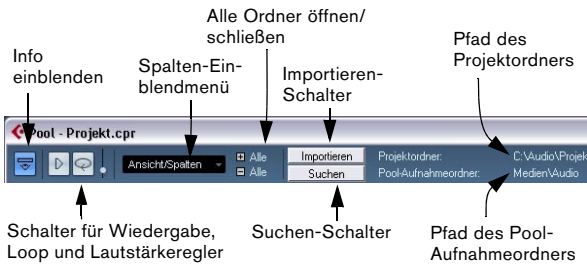 Alle Ordner öffnen/
schließen
Info
einblenden
Spalten-Ein-
blendmenü
Importieren-
Schalter
Pfad des
Projektordners
Pool - Projekt.cpr
Ansicht/Spalten
Alle
Importieren
Projektordner:
C:\Audio\Projek
Alle
Suchen
Pool-Aufnahmeordner:
Medien\Audio
Schalter für Wiedergabe,
Loop und Lautstärkeregler
Suchen-Schalter
Pfad des Pool-
Aufnahmeordners